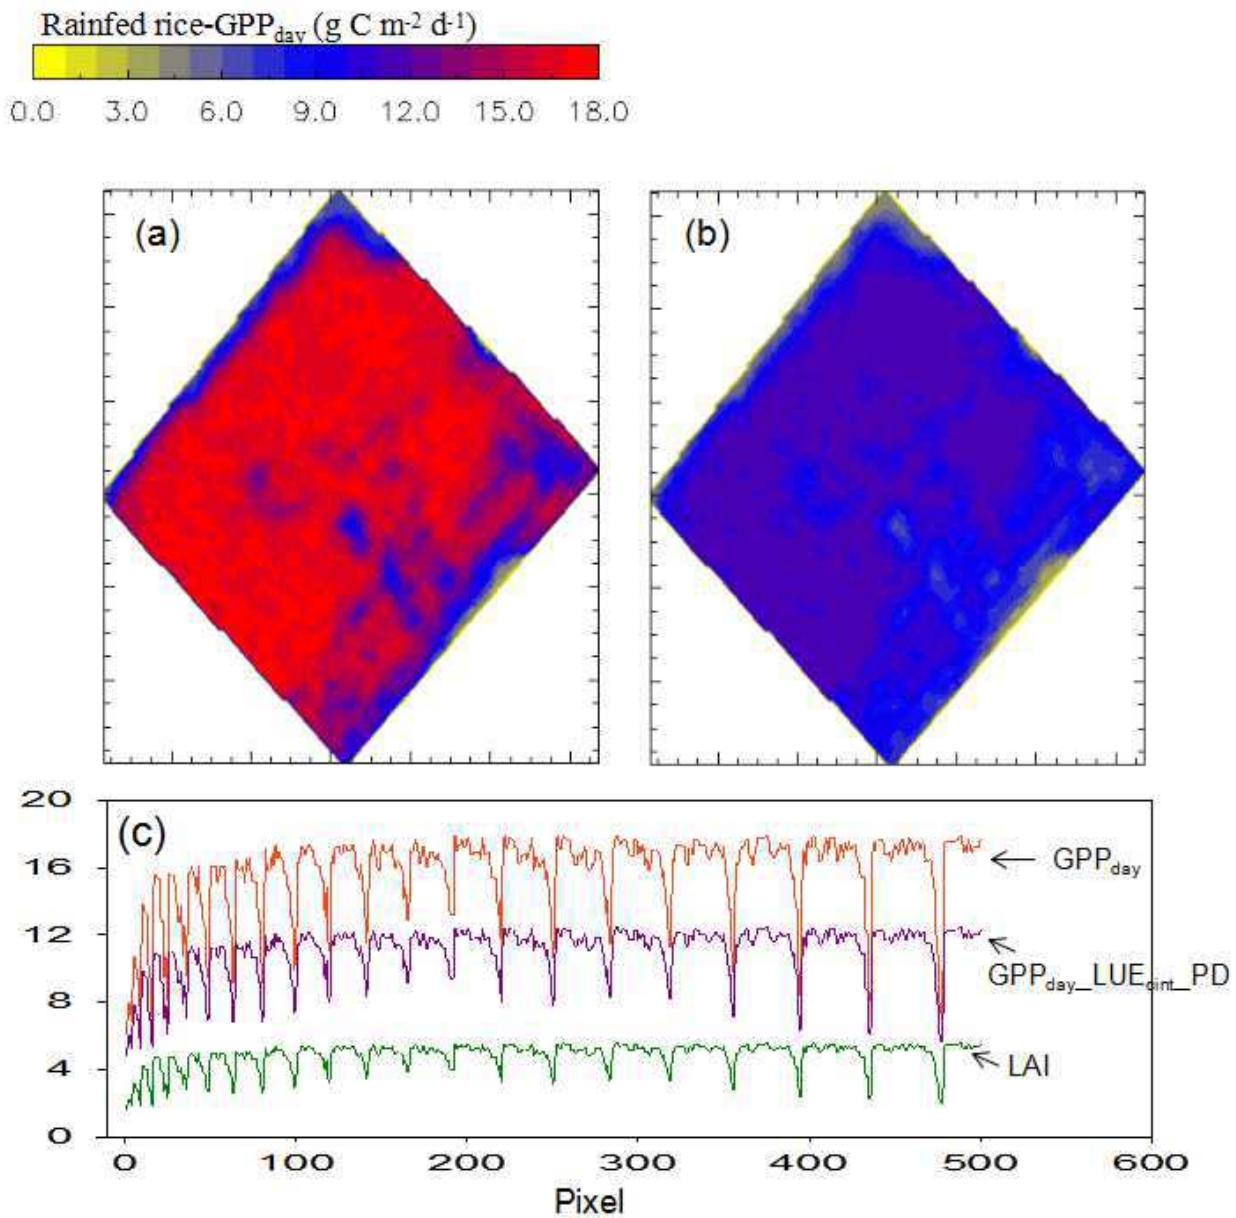 Rainfed rice-GPPday (g C m-2 d-1)
0.0 3.0 6.0 9.0 12.0 15.0 18.0
(a) (b)
20
(c)
16
GPPday
12
GPPday_LUEcint_PD
8
4
LAI
0
0 100 200 300 400 500 600
Pixel